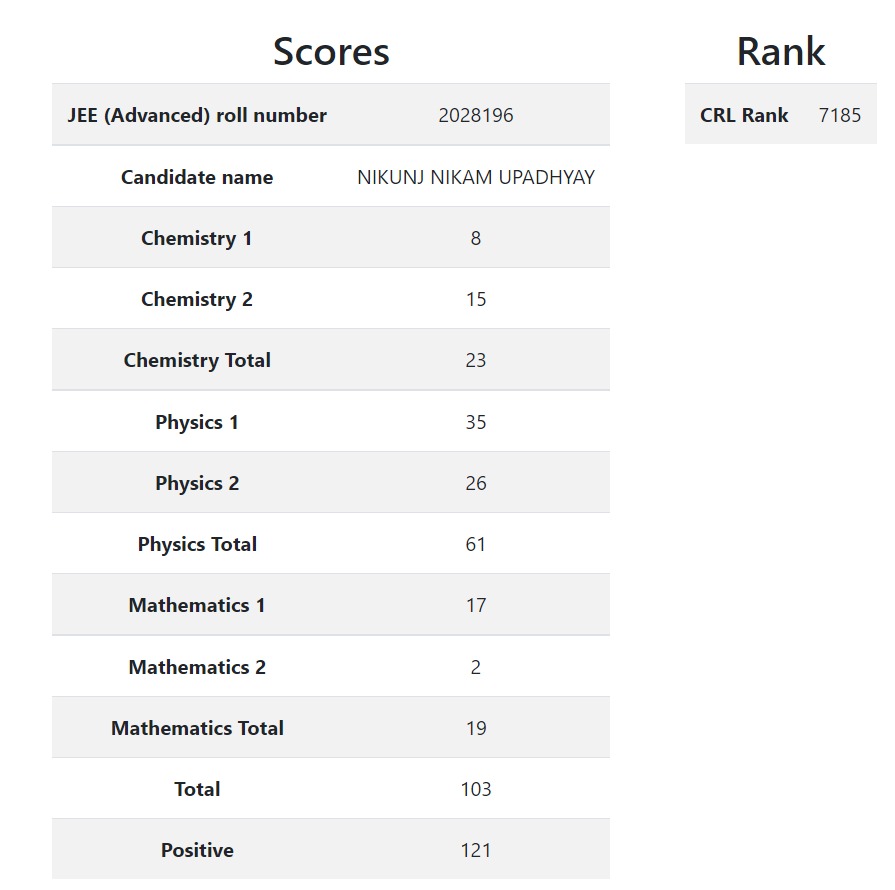 Scores
JEE (Advanced) roll number 2028196
Candidate name NIKUNJ NIKAM UPADHYAY
Chemistry 1 8
Chemistry 2 15
Chemistry Total 23
Physics 1 35
Physics 2 26
Physics Total 61
Mathematics 1 17
Mathematics 2 2
Mathematics Total 19
Total 103
Positive 121
Rank
CRL Rank 7185